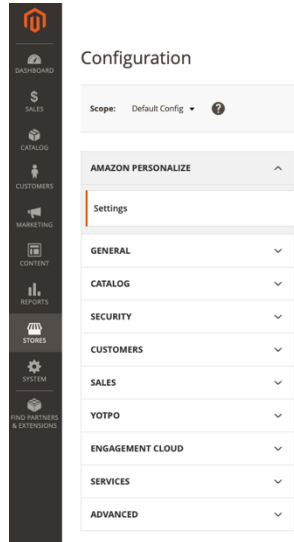 DASHBOARD
SALES
CATALOG
CUSTOMERS
MARKETING
CONTENT
REPORTS
STORES
SYSTEM
FIND PARTNERS
& EXTENSIONS
Configuration
Scope: Default Config
?
AMAZON PERSONALIZE
Settings
GENERAL
CATALOG
SECURITY
CUSTOMERS
SALES
YOTPO
ENGAGEMENT CLOUD
SERVICES
ADVANCED